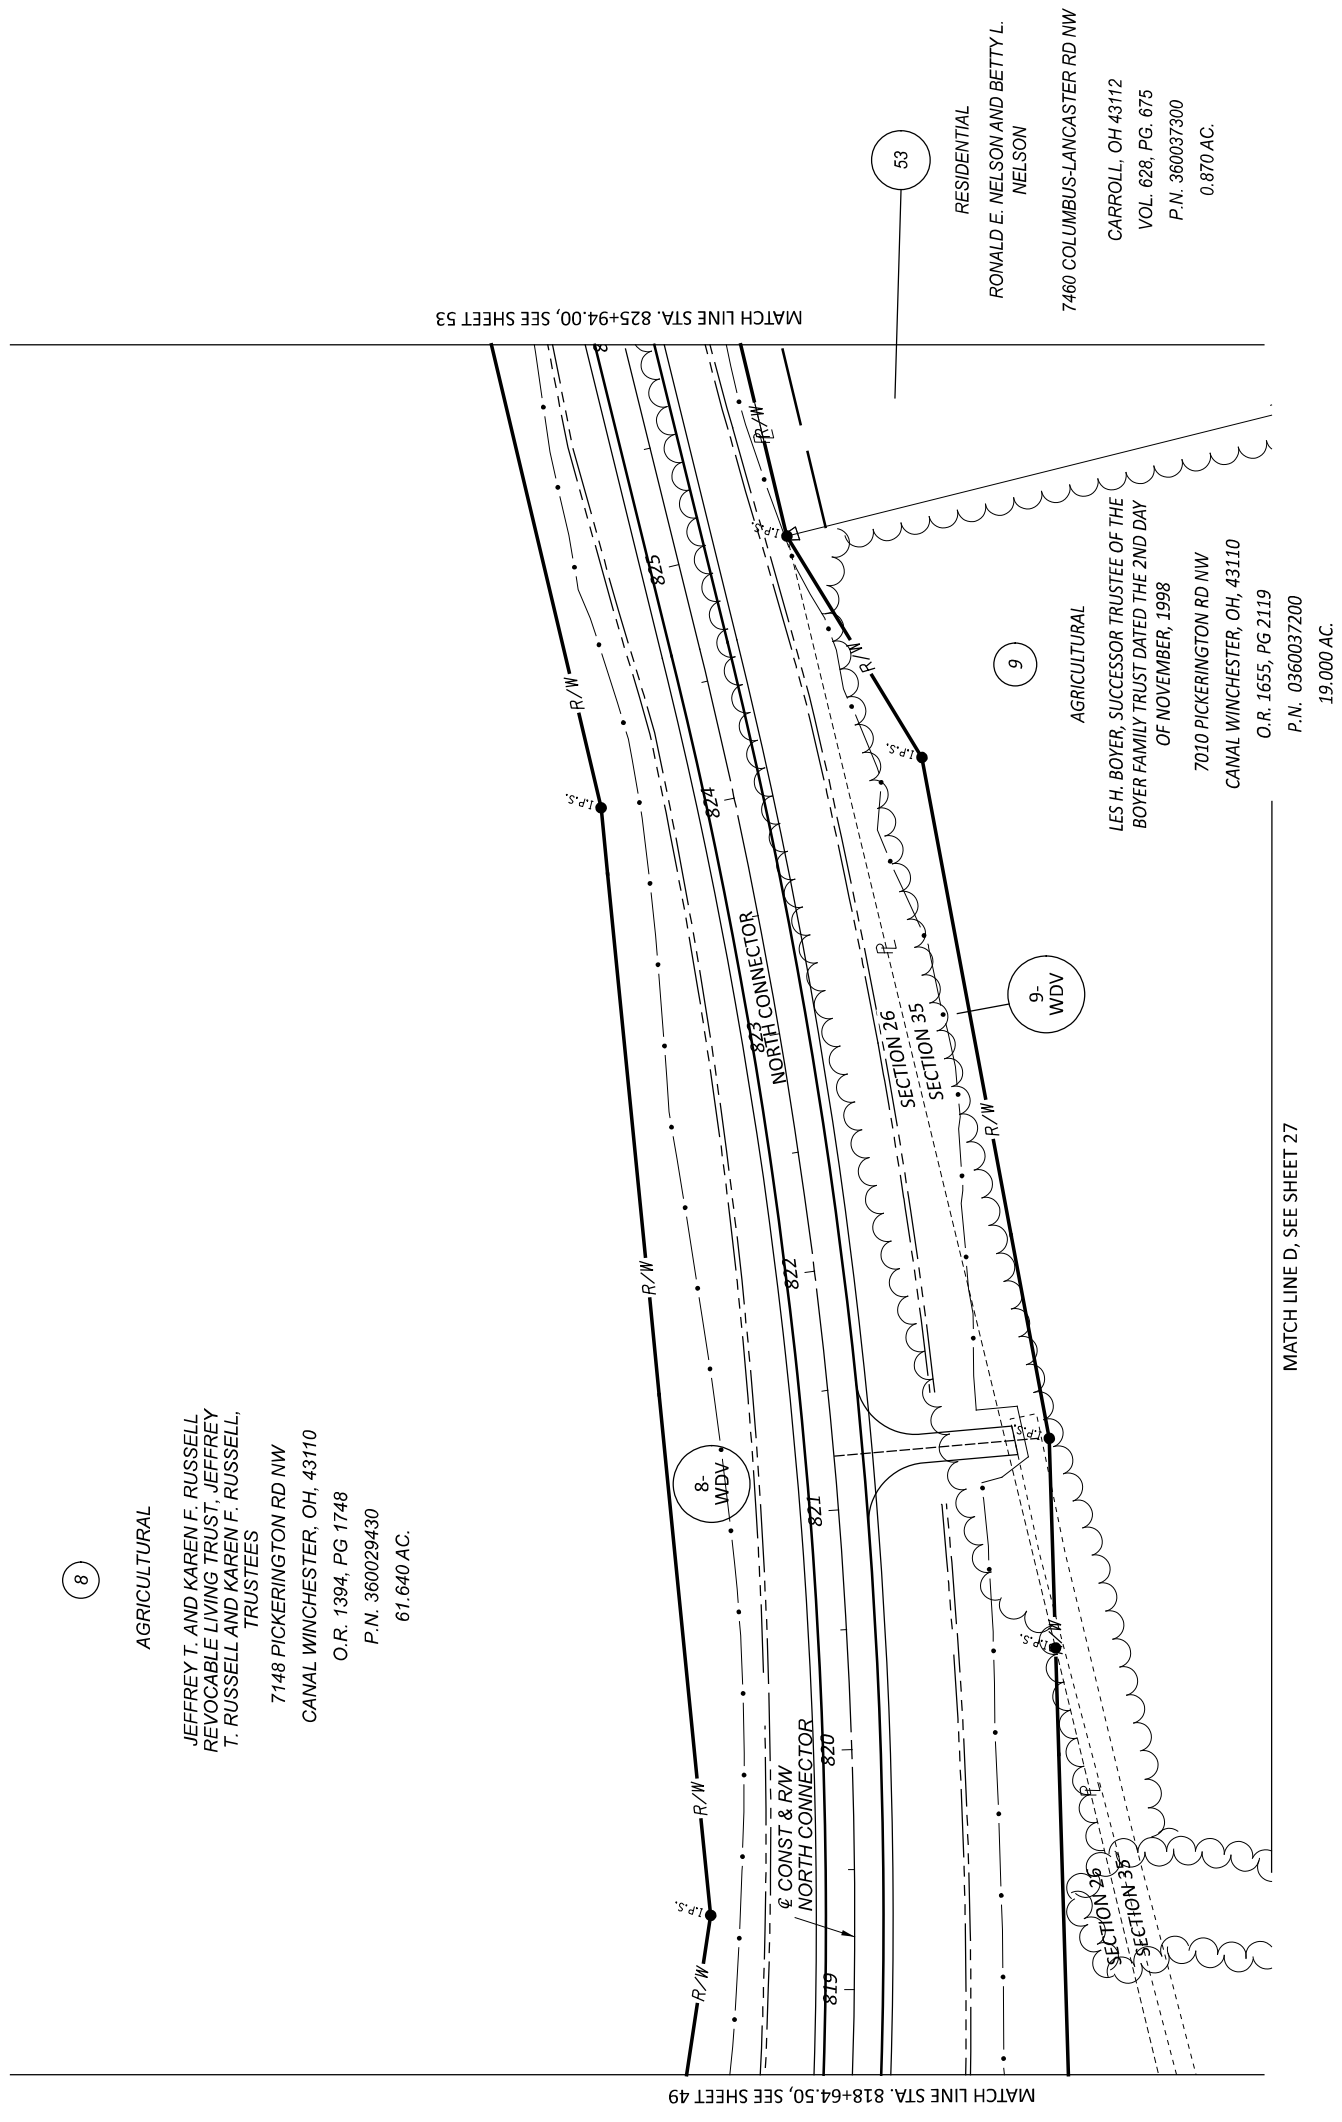 8
AGRICULTURAL
JEFFREY T. AND KAREN F. RUSSELL
REVOCABLE LIVING TRUST, JEFFREY
T. RUSSELL AND KAREN F. RUSSELL,
TRUSTEES
7148 PICKERINGTON RD NW
CANAL WINCHESTER, OH, 43110
O.R. 1394, PG 1748
P.N. 360029430
61.640 AC.
MATCH LINE STA. 825+94.00, SEE SHEET 53
53
RESIDENTIAL
RONALD E. NELSON AND BETTY L.
NELSON
7460 COLUMBUS-LANCASTER RD NW
CARROLL, OH 43112
VOL. 628, PG. 675
P.N. 360037300
0.870 AC.
R/W
R/W
R/W
R/W
I.P.S.
I.P.S.
8-
WDV
℄ CONST & R/W
NORTH CONNECTOR
819
820
821
822
823
824
825
NORTH CONNECTOR
R/W
I.P.S.
R/W
I.P.S.
SECTION 26
SECTION 35
PL
R/W
9-
WDV
I.P.S.
I.P.S.
R/W
PL
SECTION 26
SECTION 35
9
AGRICULTURAL
LES H. BOYER, SUCCESSOR TRUSTEE OF THE
BOYER FAMILY TRUST DATED THE 2ND DAY
OF NOVEMBER, 1998
7010 PICKERINGTON RD NW
CANAL WINCHESTER, OH, 43110
O.R. 1655, PG 2119
P.N. 0360037200
19.000 AC.
MATCH LINE STA. 818+64.50, SEE SHEET 49
MATCH LINE D, SEE SHEET 27